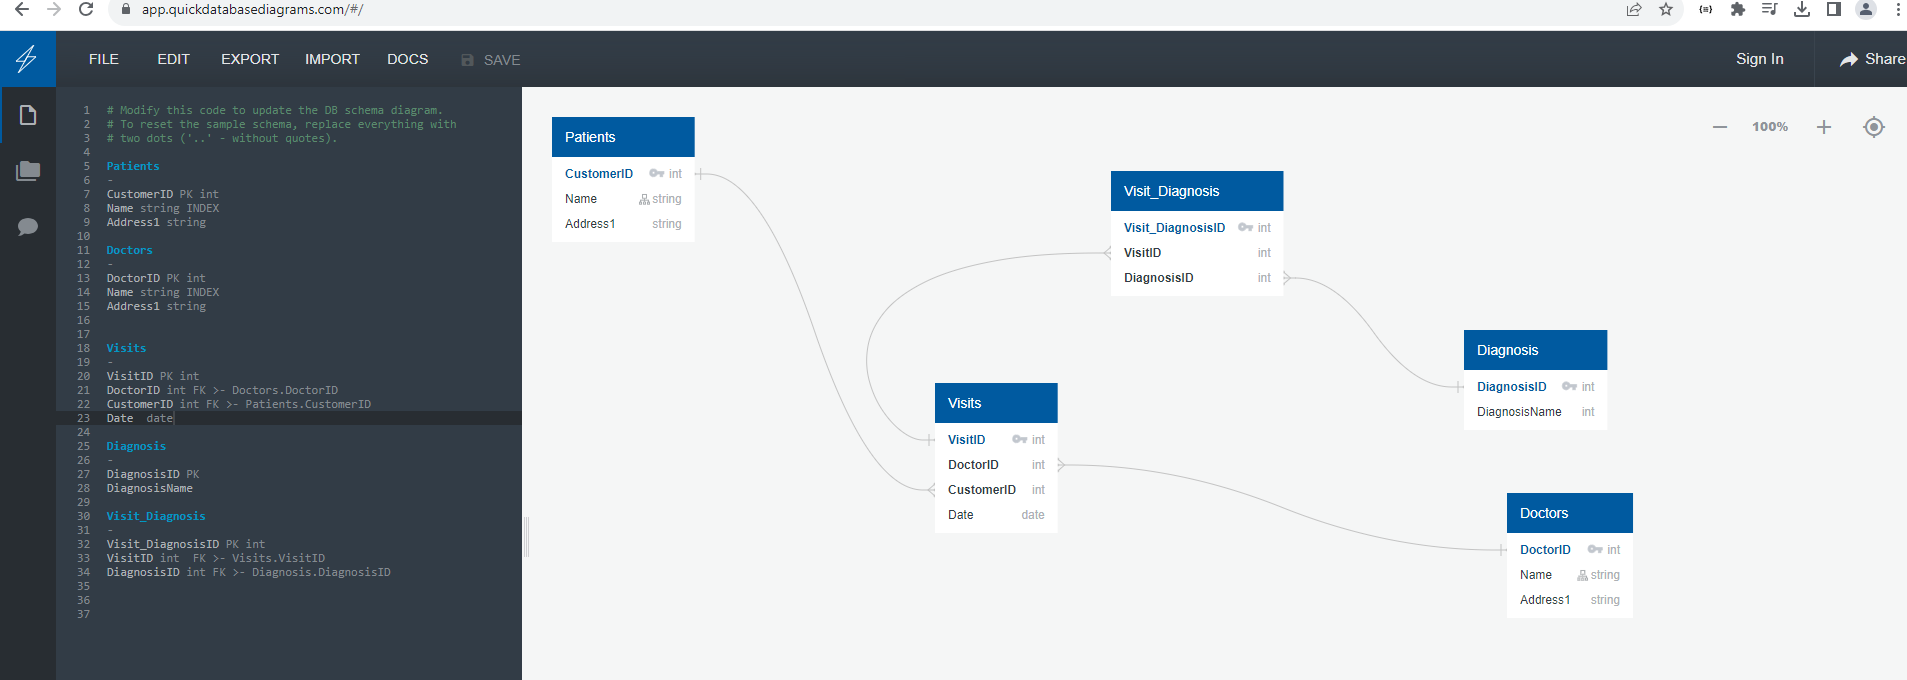 app.quickdatabasediagrams.com/#/
FILE EDIT EXPORT IMPORT DOCS SAVE Sign In Share
1 # Modify this code to update the DB schema diagram.
2 # To reset the sample schema, replace everything with
3 # two dots ('..' - without quotes).
4
5 Patients
6 -
7 CustomerID PK int
8 Name string INDEX
9 Address1 string
10
11 Doctors
12 -
13 DoctorID PK int
14 Name string INDEX
15 Address1 string
16
17
18 Visits
19 -
20 VisitID PK int
21 DoctorID int FK >- Doctors.DoctorID
22 CustomerID int FK >- Patients.CustomerID
23 Date  date
24
25 Diagnosis
26 -
27 DiagnosisID PK
28 DiagnosisName
29
30 Visit_Diagnosis
31 -
32 Visit_DiagnosisID PK int
33 VisitID int  FK >- Visits.VisitID
34 DiagnosisID int FK >- Diagnosis.DiagnosisID
35
36
37
100%
Patients
CustomerID int
Name string
Address1 string
Visit_Diagnosis
Visit_DiagnosisID int
VisitID int
DiagnosisID int
Diagnosis
DiagnosisID int
DiagnosisName int
Visits
VisitID int
DoctorID int
CustomerID int
Date date
Doctors
DoctorID int
Name string
Address1 string